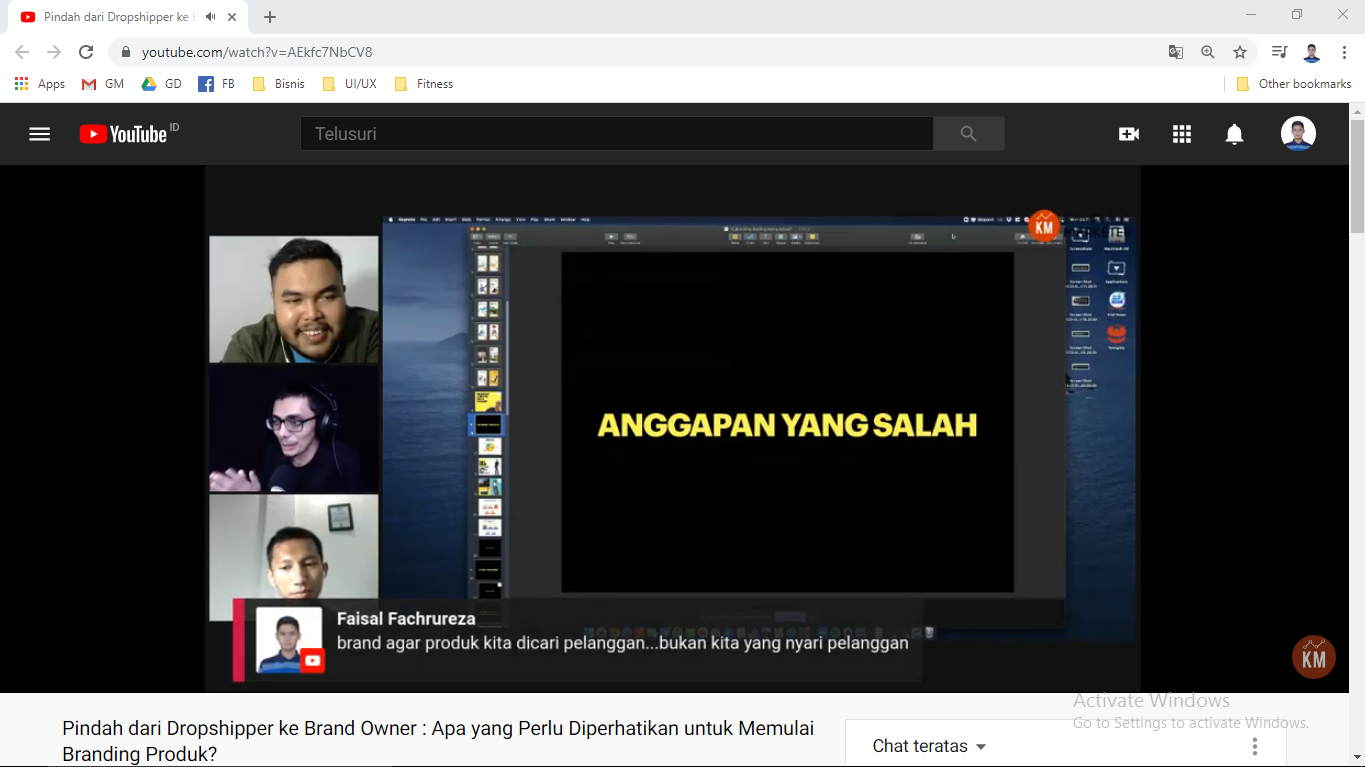 Pindah dari Dropshipper ke B
youtube.com/watch?v=AEkfc7NbCV8
Apps GM GD FB Bisnis UI/UX Fitness Other bookmarks
YouTube ID
Telusuri
KM
ANGGAPAN YANG SALAH
Faisal Fachrureza
brand agar produk kita dicari pelanggan...bukan kita yang nyari pelanggan
KM
Activate Windows
Go to Settings to activate Windows.
Pindah dari Dropshipper ke Brand Owner : Apa yang Perlu Diperhatikan untuk Memulai
Branding Produk?
Chat teratas